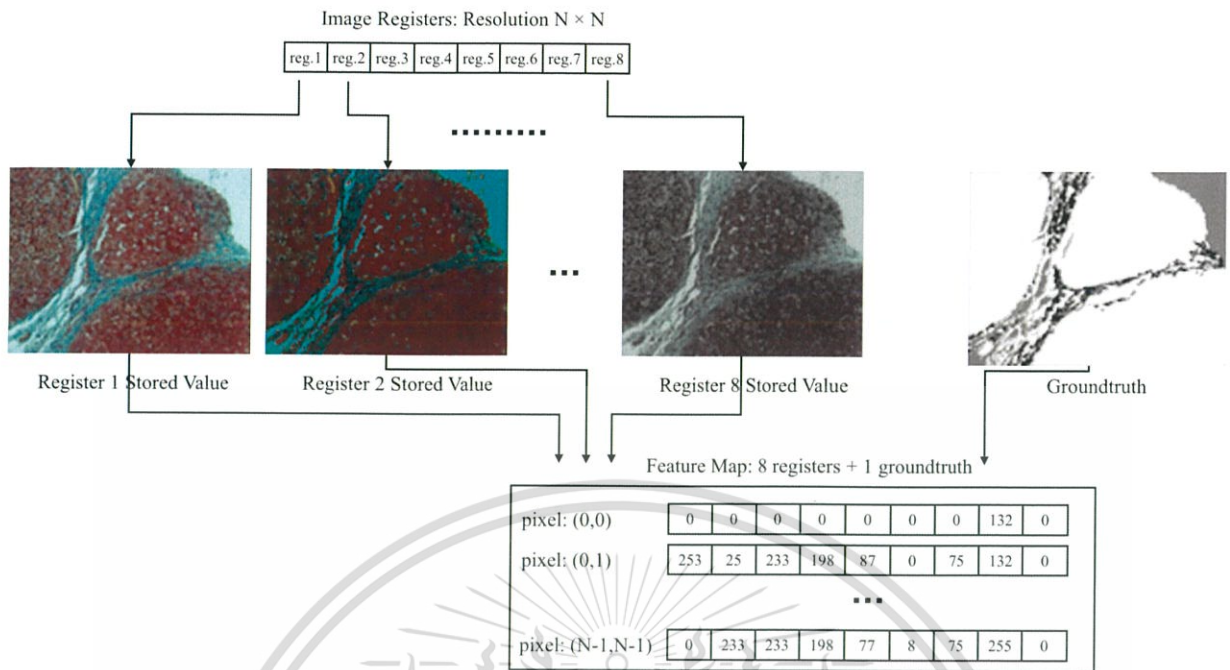 Image Registers: Resolution N × N
reg.1 reg.2 reg.3 reg.4 reg.5 reg.6 reg.7 reg.8
Register 1 Stored Value
Register 2 Stored Value
Register 8 Stored Value
Groundtruth
Feature Map: 8 registers + 1 groundtruth
pixel: (0,0) 0 0 0 0 0 0 0 132 0
pixel: (0,1) 253 25 233 198 87 0 75 132 0
pixel: (N-1,N-1) 0 233 233 198 77 8 75 255 0